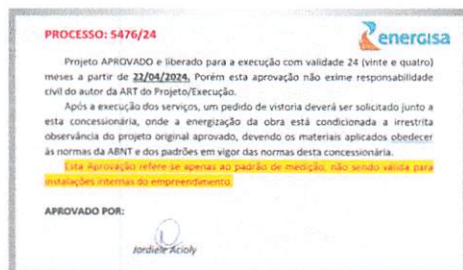 PROCESSO: 5476/24
energisa
Projeto APROVADO e liberado para a execução com validade 24 (vinte e quatro)
meses a partir de 22/04/2024. Porém esta aprovação não exime responsabilidade
civil do autor da ART do Projeto/Execução.
Após a execução dos serviços, um pedido de vistoria deverá ser solicitado junto a
esta concessionária, onde a energização da obra está condicionada a irrestrita
observância do projeto original aprovado, devendo os materiais aplicados obedecer
às normas da ABNT e dos padrões em vigor das normas desta concessionária.
Esta Aprovação refere-se apenas ao padrão de medição, não sendo válida para
instalações internas do empreendimento.
APROVADO POR:
Jordiele Acioly